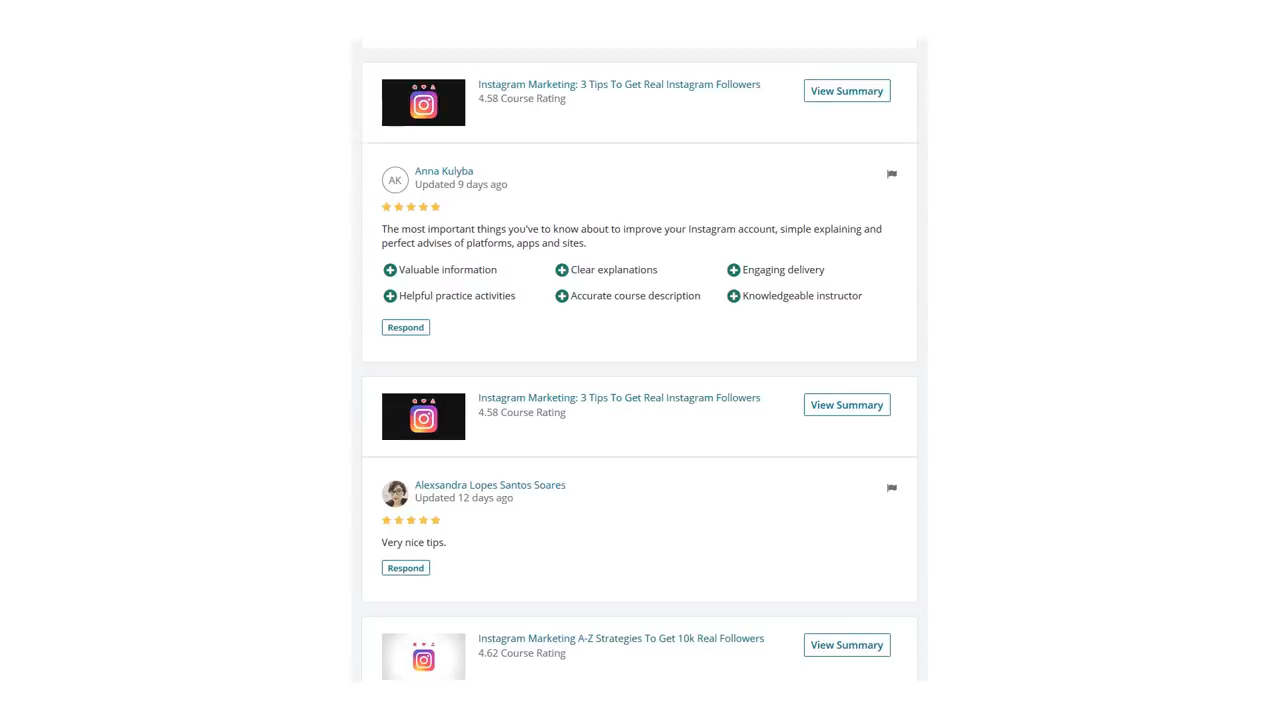 Instagram Marketing: 3 Tips To Get Real Instagram Followers
4.58 Course Rating
View Summary
AK
Anna Kulyba
Updated 9 days ago
The most important things you've to know about to improve your Instagram account, simple explaining and
perfect advises of platforms, apps and sites.
Valuable information
Clear explanations
Engaging delivery
Helpful practice activities
Accurate course description
Knowledgeable instructor
Respond
Instagram Marketing: 3 Tips To Get Real Instagram Followers
4.58 Course Rating
View Summary
Alexsandra Lopes Santos Soares
Updated 12 days ago
Very nice tips.
Respond
Instagram Marketing A-Z Strategies To Get 10k Real Followers
4.62 Course Rating
View Summary